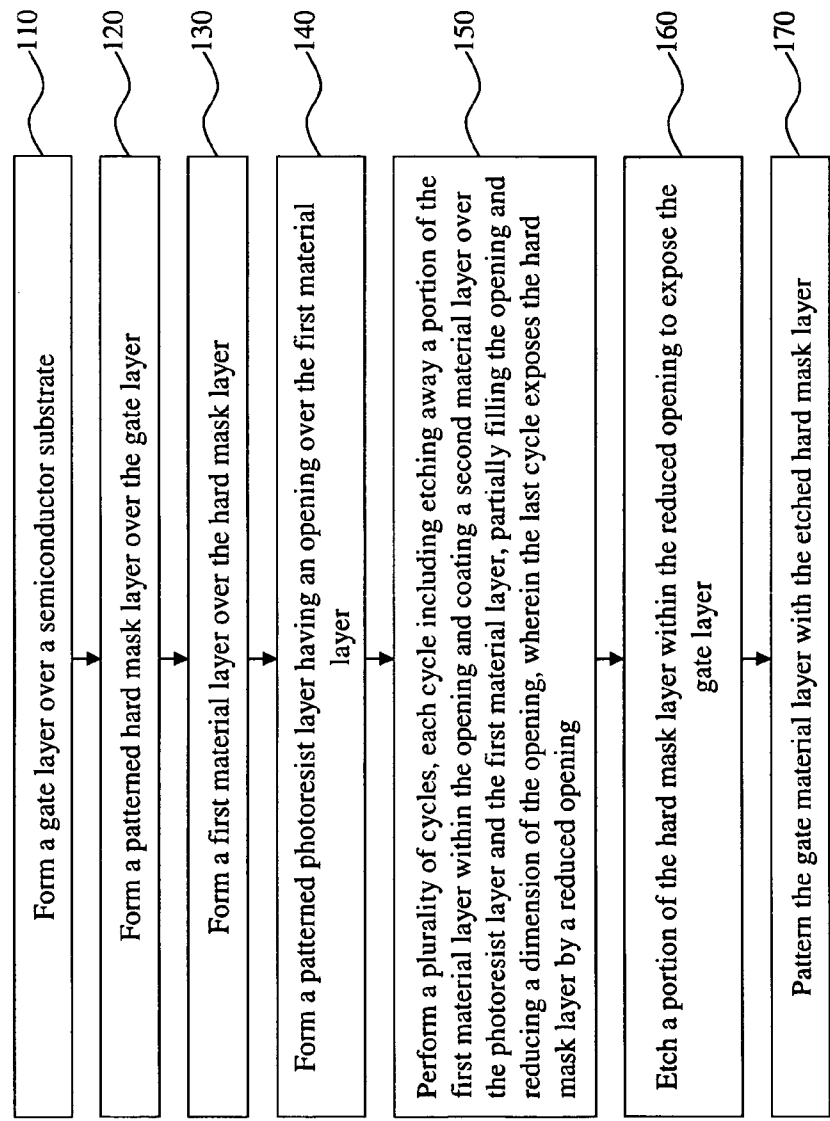 Form a gate layer over a semiconductor substrate
110
Form a patterned hard mask layer over the gate layer
120
Form a first material layer over the hard mask layer
130
Form a patterned photoresist layer having an opening over the first material
layer
140
Perform a plurality of cycles, each cycle including etching away a portion of the
first material layer within the opening and coating a second material layer over
the photoresist layer and the first material layer, partially filling the opening and
reducing a dimension of the opening, wherein the last cycle exposes the hard
mask layer by a reduced opening
150
Etch a portion of the hard mask layer within the reduced opening to expose the
gate layer
160
Pattern the gate material layer with the etched hard mask layer
170